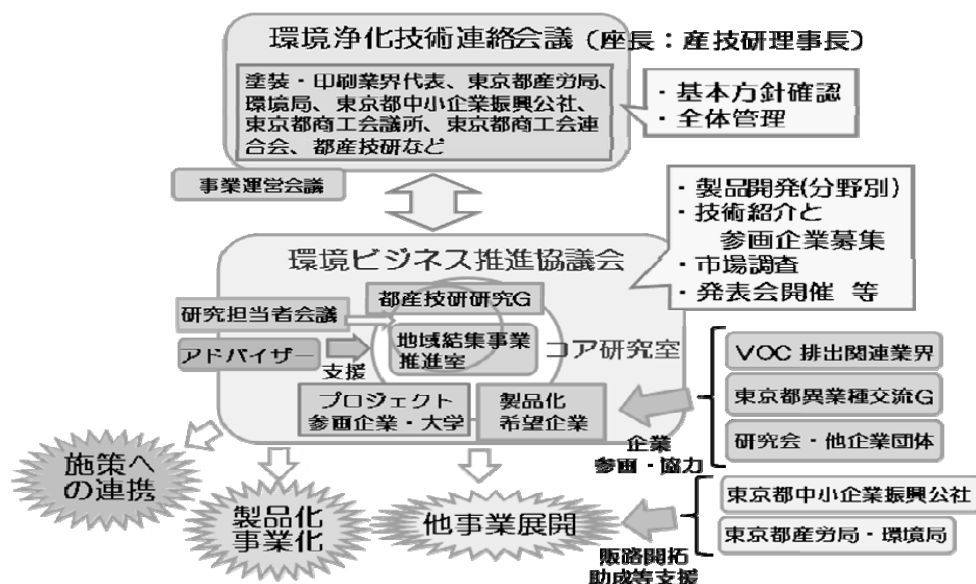 環境浄化技術連絡会議（座長：産技研理事長）
塗装・印刷業界代表、東京都産労局、
環境局、東京都中小企業振興公社、
東京都商工会議所、東京都商工会連
合会、都産技研など
・基本方針確認
・全体管理
事業運営会議
・製品開発(分野別)
・技術紹介と
参画企業募集
・市場調査
・発表会開催 等
環境ビジネス推進協議会
都産技研研究G
研究担当者会議
地域結集事業
推進室
コア研究室
アドバイザー
支援
プロジェクト
参画企業・大学
製品化
希望企業
VOC 排出関連業界
東京都異業種交流G
研究会・他企業団体
企業
参画・協力
施策へ
の連携
製品化
事業化
他事業展開
東京都中小企業振興公社
東京都産労局・環境局
販路開拓
助成等支援